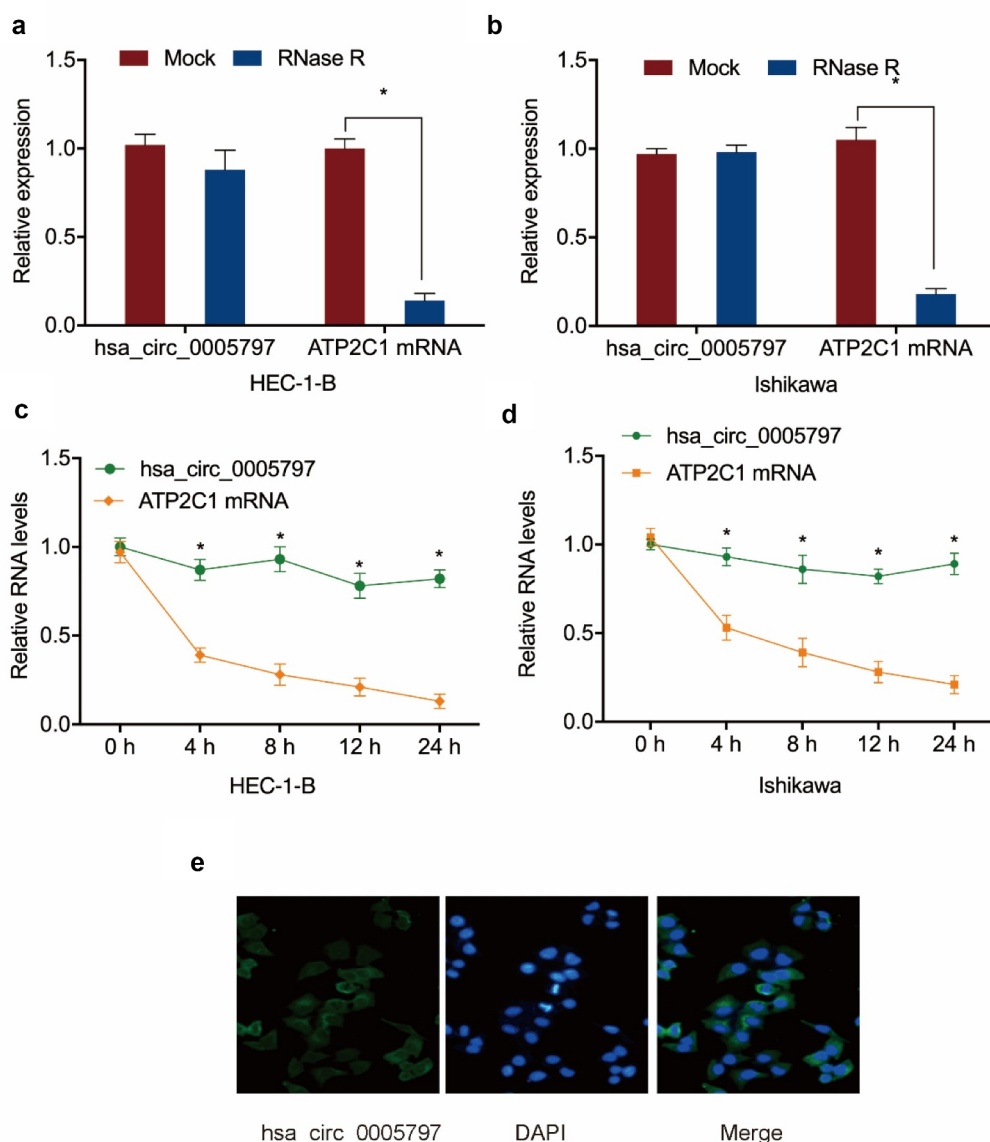 a
Mock
RNase R
*
Relative expression
1.5
1.0
0.5
0.0
hsa_circ_0005797
ATP2C1 mRNA
HEC-1-B
b
Mock
RNase R
*
Relative expression
1.5
1.0
0.5
0.0
hsa_circ_0005797
ATP2C1 mRNA
Ishikawa
c
hsa_circ_0005797
ATP2C1 mRNA
Relative RNA levels
1.5
1.0
0.5
0.0
* * * *
0 h 4 h 8 h 12 h 24 h
HEC-1-B
d
hsa_circ_0005797
ATP2C1 mRNA
Relative RNA levels
1.5
1.0
0.5
0.0
* * * *
0 h 4 h 8 h 12 h 24 h
Ishikawa
e
hsa_circ_0005797 DAPI Merge